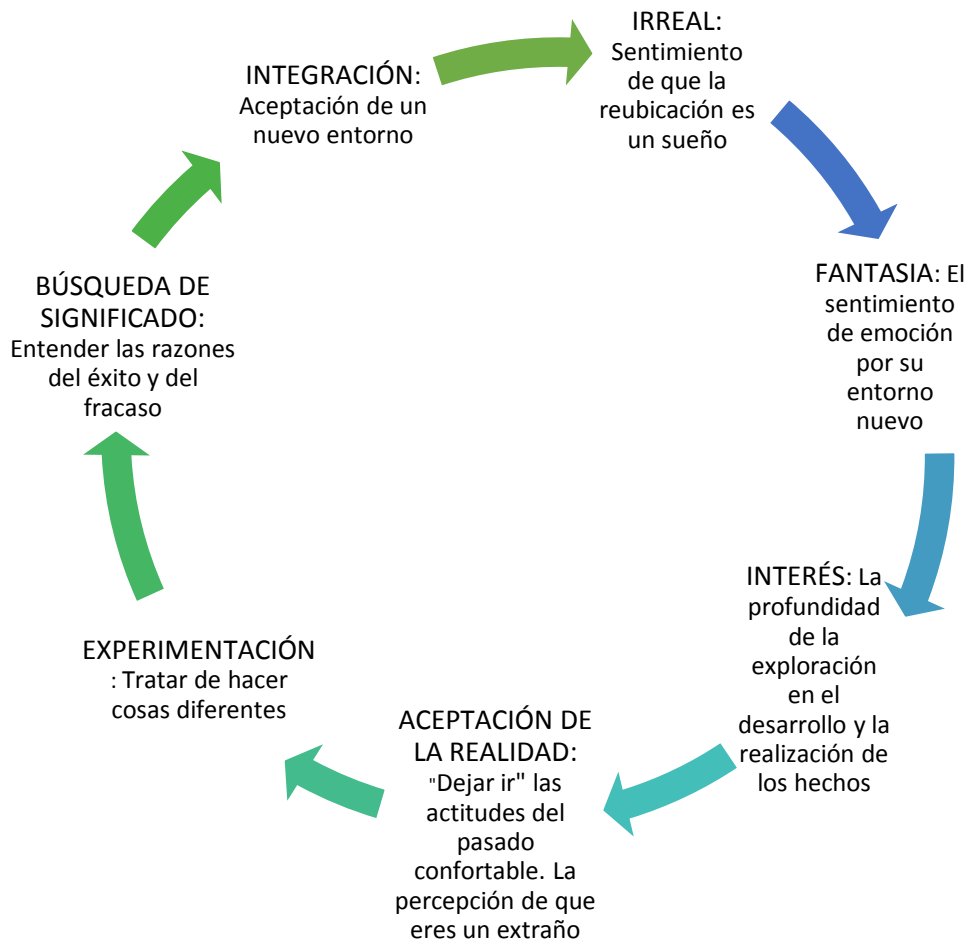 IRREAL:
Sentimiento
de que la
reubicación es
un sueño
FANTASIA: El
sentimiento
de emoción
por su
entorno
nuevo
INTERÉS: La
profundidad
de la
exploración
en el
desarrollo y la
realización de
los hechos
ACEPTACIÓN DE
LA REALIDAD:
"Dejar ir" las
actitudes del
pasado
confortable. La
percepción de que
eres un extraño
EXPERIMENTACIÓN
: Tratar de hacer
cosas diferentes
BÚSQUEDA DE
SIGNIFICADO:
Entender las razones
del éxito y del
fracaso
INTEGRACIÓN:
Aceptación de un
nuevo entorno